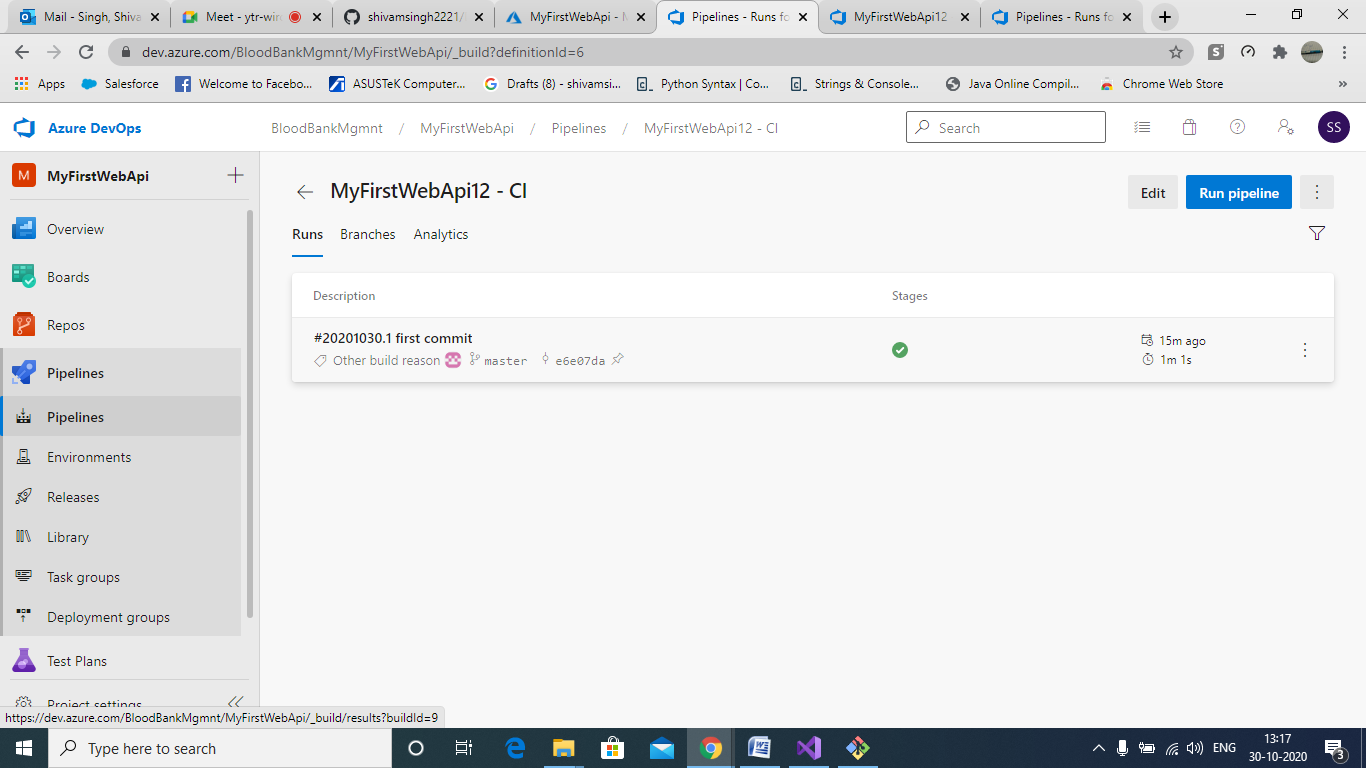 Mail - Singh, Shiva
Meet - ytr-wir
shivamsingh2221/
MyFirstWebApi - M
Pipelines - Runs fo
MyFirstWebApi12
Pipelines - Runs fo
dev.azure.com/BloodBankMgmnt/MyFirstWebApi/_build?definitionId=6
Apps
Salesforce
Welcome to Facebo...
ASUSTeK Computer...
Drafts (8) - shivamsi...
Python Syntax | Co...
Strings & Console...
Java Online Compil...
Chrome Web Store
»
Azure DevOps
BloodBankMgmnt / MyFirstWebApi / Pipelines / MyFirstWebApi12 - CI
Search
SS
M MyFirstWebApi
Overview
Boards
Repos
Pipelines
Pipelines
Environments
Releases
Library
Task groups
Deployment groups
Test Plans
Project settings
MyFirstWebApi12 - CI
Edit
Run pipeline
Runs
Branches
Analytics
Description
Stages
#20201030.1 first commit
Other build reason master e6e07da
15m ago
1m 1s
https://dev.azure.com/BloodBankMgmnt/MyFirstWebApi/_build/results?buildId=9
Type here to search
ENG
13:17
30-10-2020
3